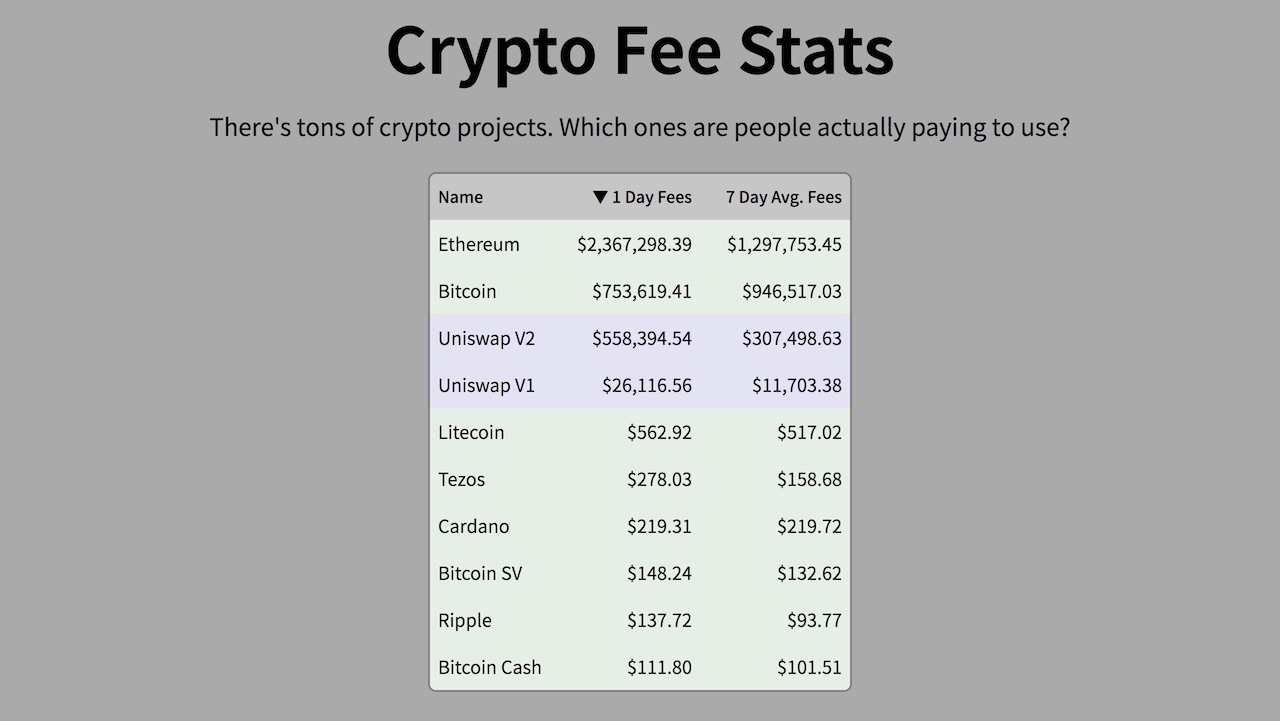 Crypto Fee Stats
There's tons of crypto projects. Which ones are people actually paying to use?
Name ▼ 1 Day Fees 7 Day Avg. Fees
Ethereum $2,367,298.39 $1,297,753.45
Bitcoin $753,619.41 $946,517.03
Uniswap V2 $558,394.54 $307,498.63
Uniswap V1 $26,116.56 $11,703.38
Litecoin $562.92 $517.02
Tezos $278.03 $158.68
Cardano $219.31 $219.72
Bitcoin SV $148.24 $132.62
Ripple $137.72 $93.77
Bitcoin Cash $111.80 $101.51